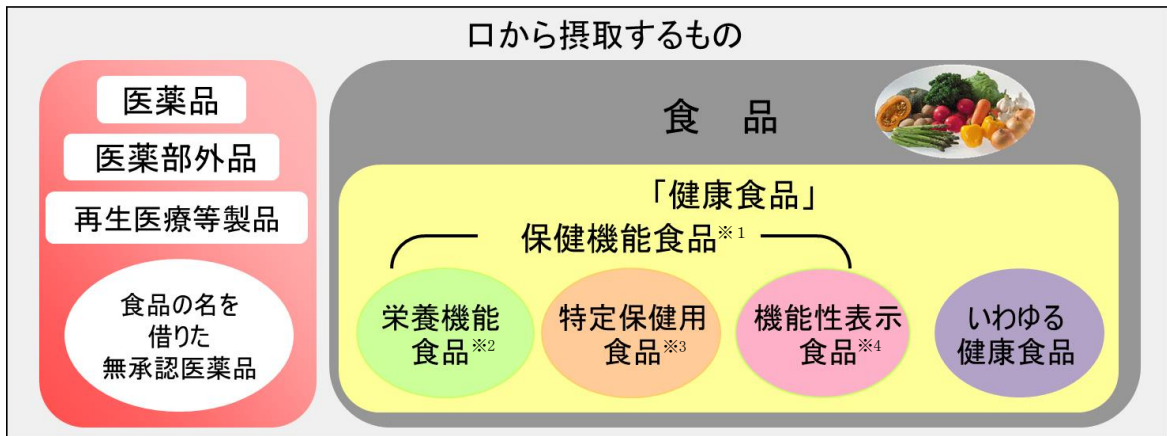 口から摂取するもの
医薬品
医薬部外品
再生医療等製品
食品の名を
借りた
無承認医薬品
食 品
「健康食品」
保健機能食品※1
栄養機能
食品※2
特定保健用
食品※3
機能性表示
食品※4
いわゆる
健康食品